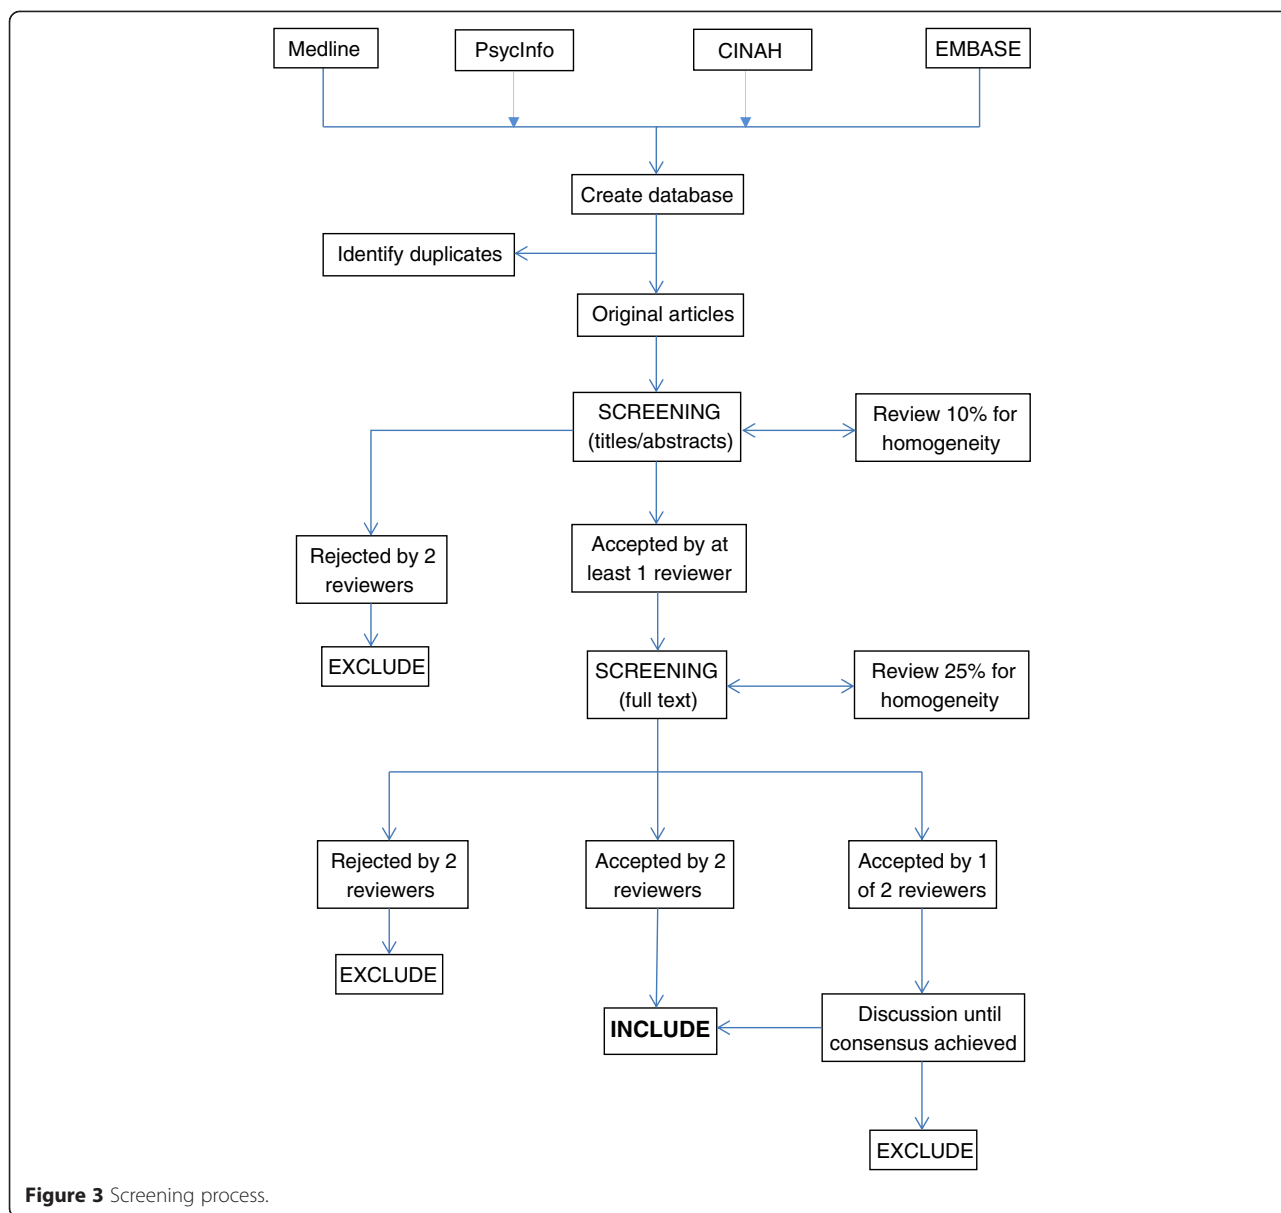 Medline
PsycInfo
CINAH
EMBASE
Create database
Identify duplicates
Original articles
SCREENING
(titles/abstracts)
Review 10% for
homogeneity
Rejected by 2
reviewers
Accepted by at
least 1 reviewer
EXCLUDE
SCREENING
(full text)
Review 25% for
homogeneity
Rejected by 2
reviewers
Accepted by 2
reviewers
Accepted by 1
of 2 reviewers
EXCLUDE
INCLUDE
Discussion until
consensus achieved
EXCLUDE
Figure 3 Screening process.